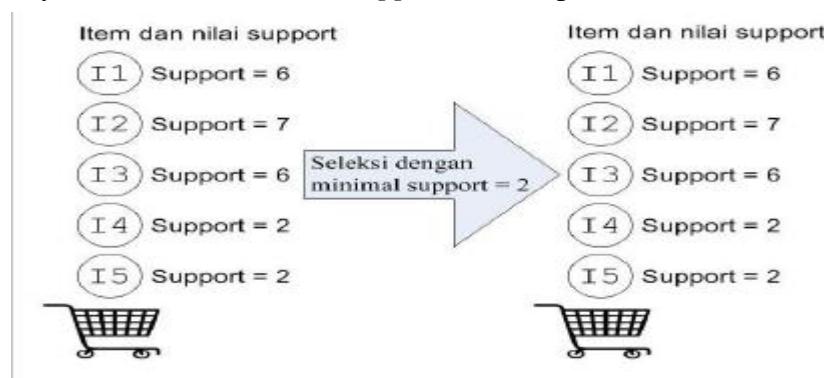 Item dan nilai support
I1 Support = 6
I2 Support = 7
I3 Support = 6
I4 Support = 2
I5 Support = 2
Seleksi dengan
minimal support = 2
Item dan nilai support
I1 Support = 6
I2 Support = 7
I3 Support = 6
I4 Support = 2
I5 Support = 2